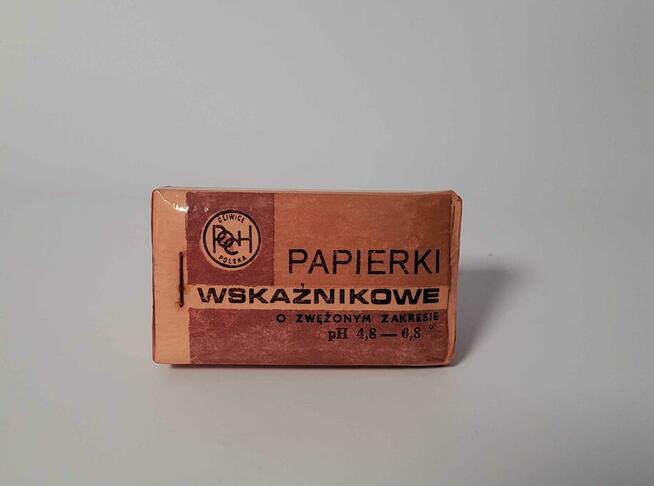 GLIWICE
POCH
POLSKA
PAPIERKI
WSKAŹNIKOWE
O ZWĘŻONYM ZAKRESIE
pH 4,8 — 6,8